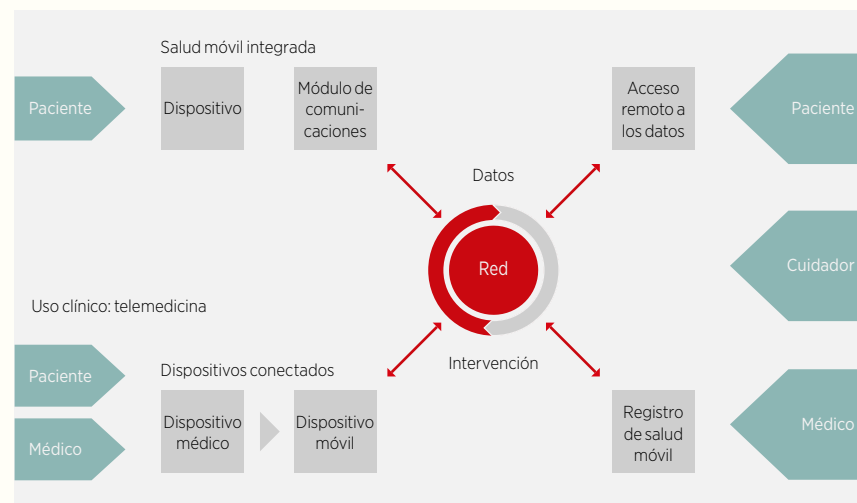 Salud móvil integrada
Paciente
Dispositivo
Módulo de
comuni-
caciones
Acceso
remoto a
los datos
Paciente
Datos
Red
Cuidador
Uso clínico: telemedicina
Intervención
Paciente
Dispositivos conectados
Médico
Dispositivo
médico
Dispositivo
móvil
Registro
de salud
móvil
Médico